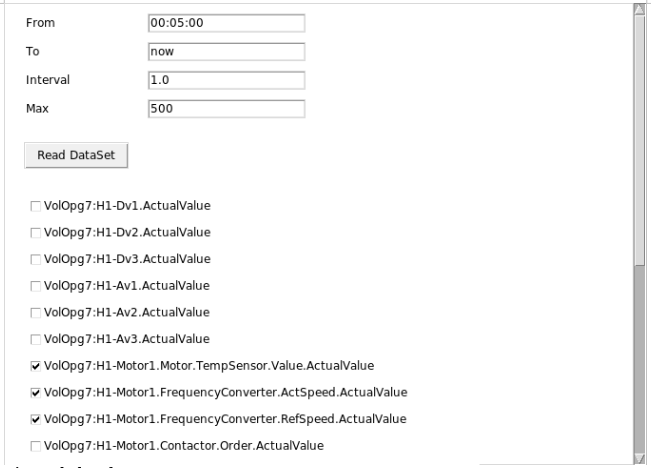 From 00:05:00
To now
Interval 1.0
Max 500
Read DataSet
VolOpg7:H1-Dv1.ActualValue
VolOpg7:H1-Dv2.ActualValue
VolOpg7:H1-Dv3.ActualValue
VolOpg7:H1-Av1.ActualValue
VolOpg7:H1-Av2.ActualValue
VolOpg7:H1-Av3.ActualValue
VolOpg7:H1-Motor1.Motor.TempSensor.Value.ActualValue
VolOpg7:H1-Motor1.FrequencyConverter.ActSpeed.ActualValue
VolOpg7:H1-Motor1.FrequencyConverter.RefSpeed.ActualValue
VolOpg7:H1-Motor1.Contactor.Order.ActualValue